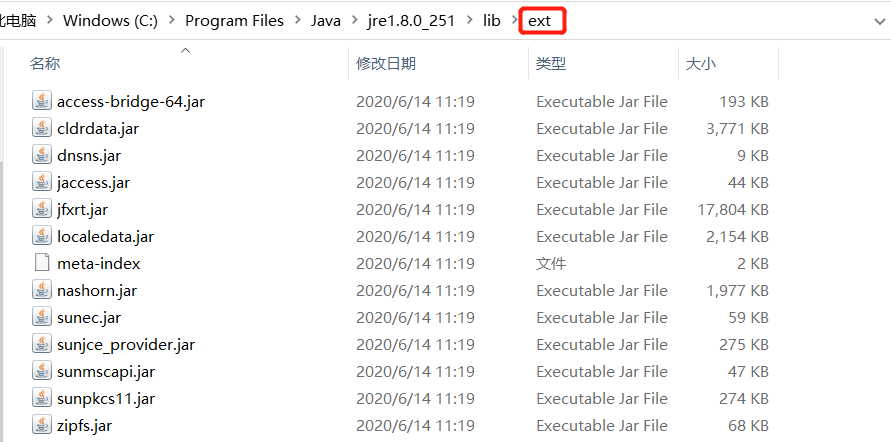 此电脑 > Windows (C:) > Program Files > Java > jre1.8.0_251 > lib > ext
名称 修改日期 类型 大小
access-bridge-64.jar 2020/6/14 11:19 Executable Jar File 193 KB
cldrdata.jar 2020/6/14 11:19 Executable Jar File 3,771 KB
dnsns.jar 2020/6/14 11:19 Executable Jar File 9 KB
jaccess.jar 2020/6/14 11:19 Executable Jar File 44 KB
jfxrt.jar 2020/6/14 11:19 Executable Jar File 17,804 KB
localedata.jar 2020/6/14 11:19 Executable Jar File 2,154 KB
meta-index 2020/6/14 11:19 文件 2 KB
nashorn.jar 2020/6/14 11:19 Executable Jar File 1,977 KB
sunec.jar 2020/6/14 11:19 Executable Jar File 59 KB
sunjce_provider.jar 2020/6/14 11:19 Executable Jar File 275 KB
sunmscapi.jar 2020/6/14 11:19 Executable Jar File 47 KB
sunpkcs11.jar 2020/6/14 11:19 Executable Jar File 274 KB
zipfs.jar 2020/6/14 11:19 Executable Jar File 68 KB